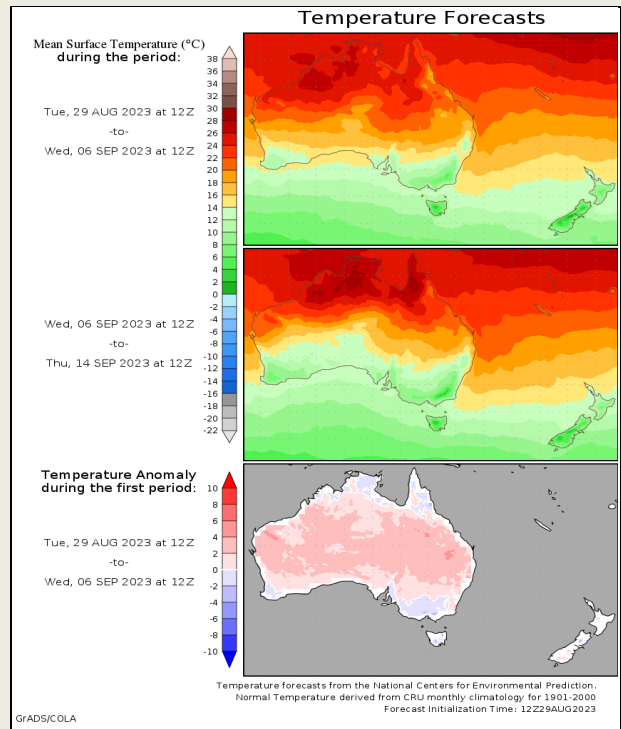 Temperature Forecasts
Mean Surface Temperature (°C)
during the period:
38
36
34
32
30
28
26
24
22
20
18
16
14
12
10
8
6
4
2
0
-2
-4
-6
-8
-10
-12
-14
-16
-18
-20
-22
Tue, 29 AUG 2023 at 12Z
-to-
Wed, 06 SEP 2023 at 12Z
Wed, 06 SEP 2023 at 12Z
-to-
Thu, 14 SEP 2023 at 12Z
Temperature Anomaly
during the first period:
10
8
6
4
2
0
-2
-4
-6
-8
-10
Tue, 29 AUG 2023 at 12Z
-to-
Wed, 06 SEP 2023 at 12Z
Temperature forecasts from the National Centers for Environmental Prediction.
Normal Temperature derived from CRU monthly climatology for 1901-2000
Forecast Initialization Time: 12Z29AUG2023
GrADS/COLA